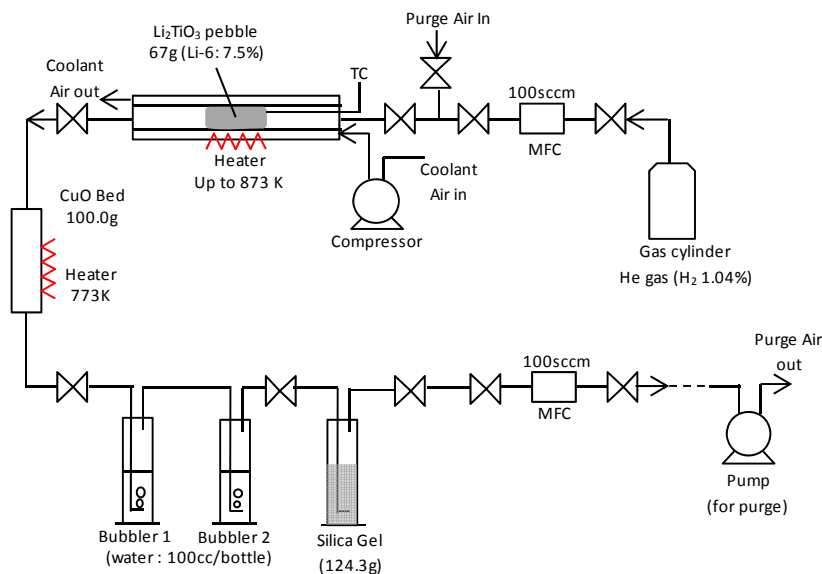 Li₂TiO₃ pebble
67g (Li-6: 7.5%)
Purge Air In
Coolant
Air out
TC
100sccm
MFC
Heater
Up to 873 K
Coolant
Air in
Compressor
Gas cylinder
He gas (H₂ 1.04%)
CuO Bed
100.0g
Heater
773K
Purge Air
out
100sccm
MFC
Pump
(for purge)
Bubbler 1
Bubbler 2
(water : 100cc/bottle)
Silica Gel
(124.3g)